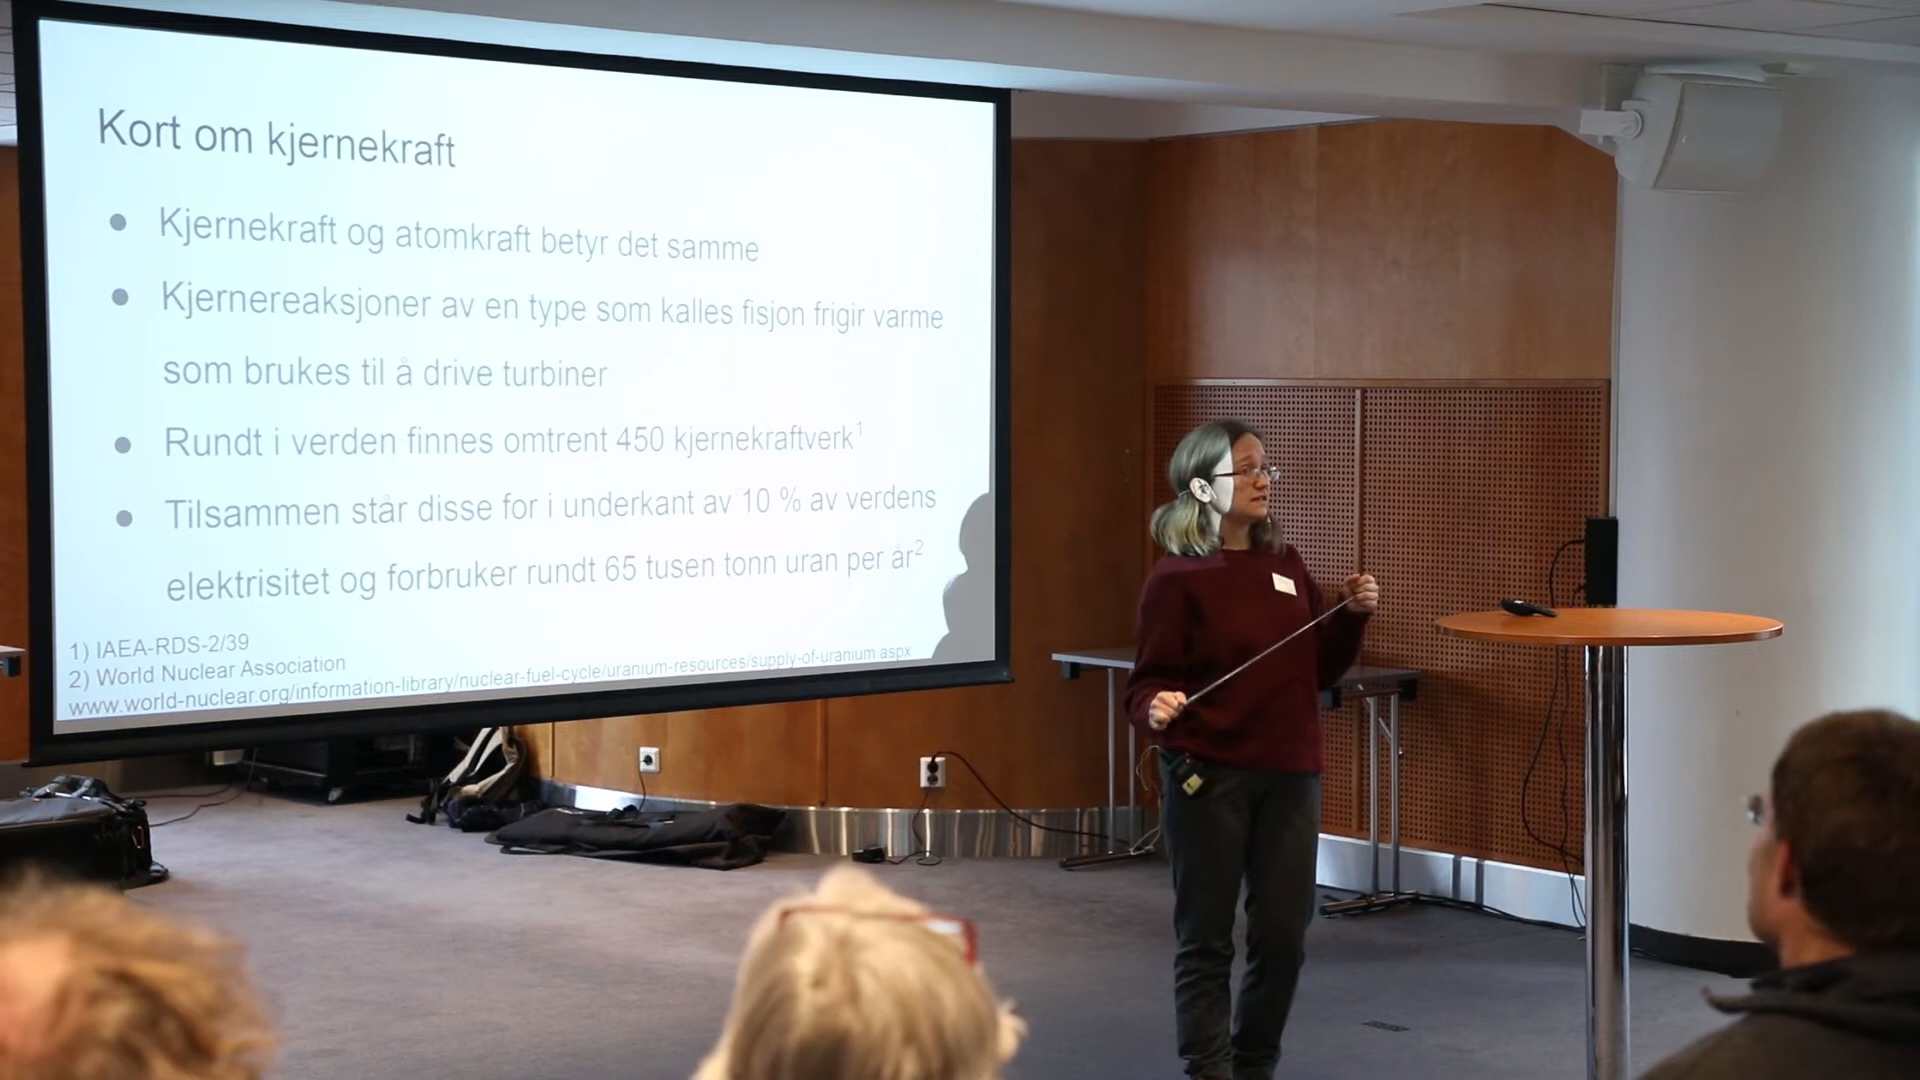 Kort om kjernekraft
● Kjernekraft og atomkraft betyr det samme
● Kjernereaksjoner av en type som kalles fisjon frigir varme
som brukes til å drive turbiner
● Rundt i verden finnes omtrent 450 kjernekraftverk¹
● Tilsammen står disse for i underkant av 10 % av verdens
elektrisitet og forbruker rundt 65 tusen tonn uran per år²
1) IAEA-RDS-2/39
2) World Nuclear Association
www.world-nuclear.org/information-library/nuclear-fuel-cycle/uranium-resources/supply-of-uranium.aspx